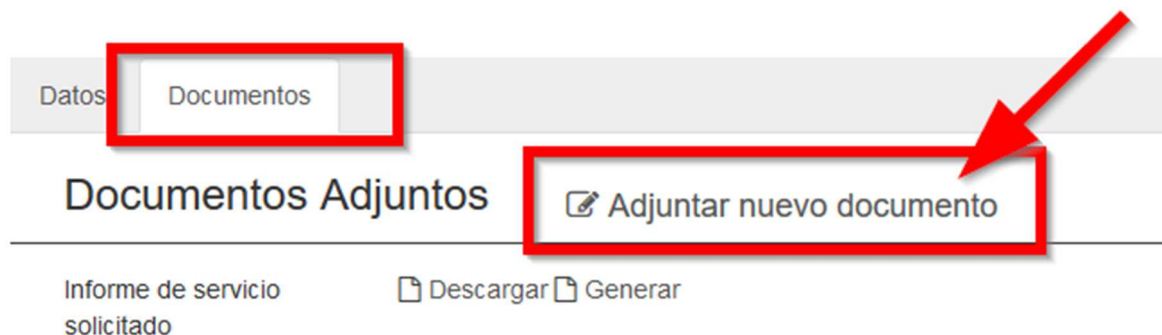 Datos Documentos
Documentos Adjuntos Adjuntar nuevo documento
Informe de servicio Descargar Generar
solicitado